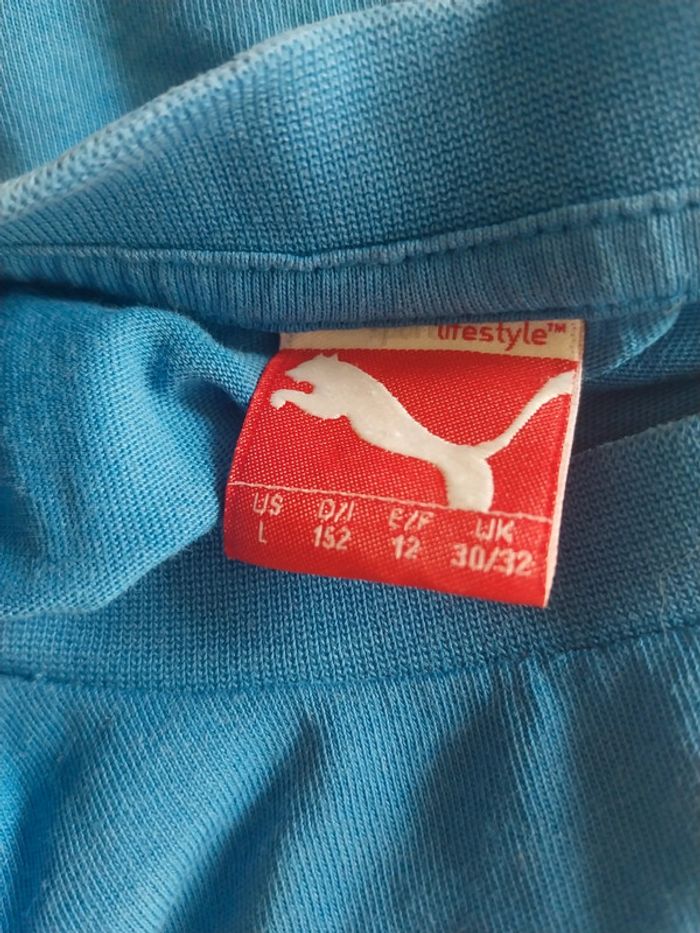 lifestyle™
US D/I E/F UK
L 152 12 30/32